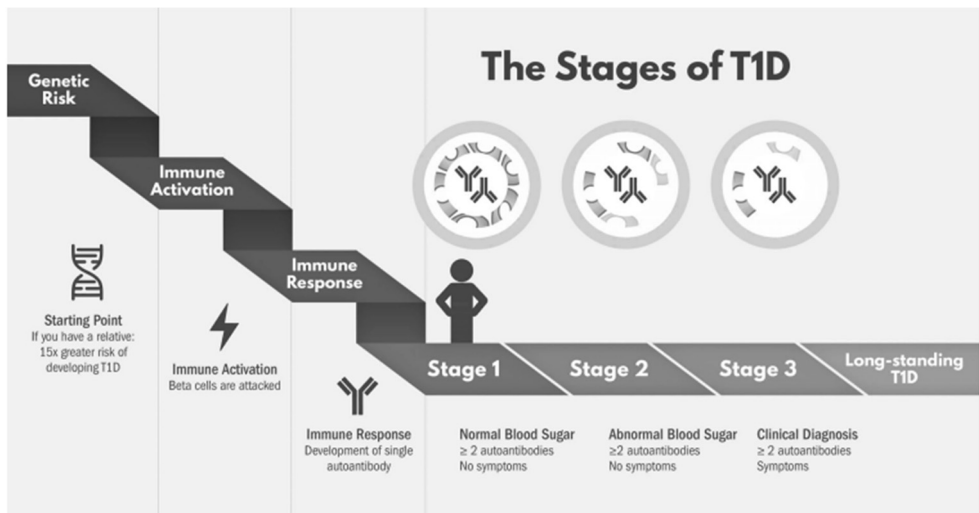 The Stages of T1D
Genetic
Risk
Immune
Activation
Immune
Response
Starting Point
If you have a relative:
15x greater risk of
developing T1D
Immune Activation
Beta cells are attacked
Immune Response
Development of single
autoantibody
Stage 1
Stage 2
Stage 3
Long-standing
T1D
Normal Blood Sugar
≥ 2 autoantibodies
No symptoms
Abnormal Blood Sugar
≥2 autoantibodies
No symptoms
Clinical Diagnosis
≥ 2 autoantibodies
Symptoms